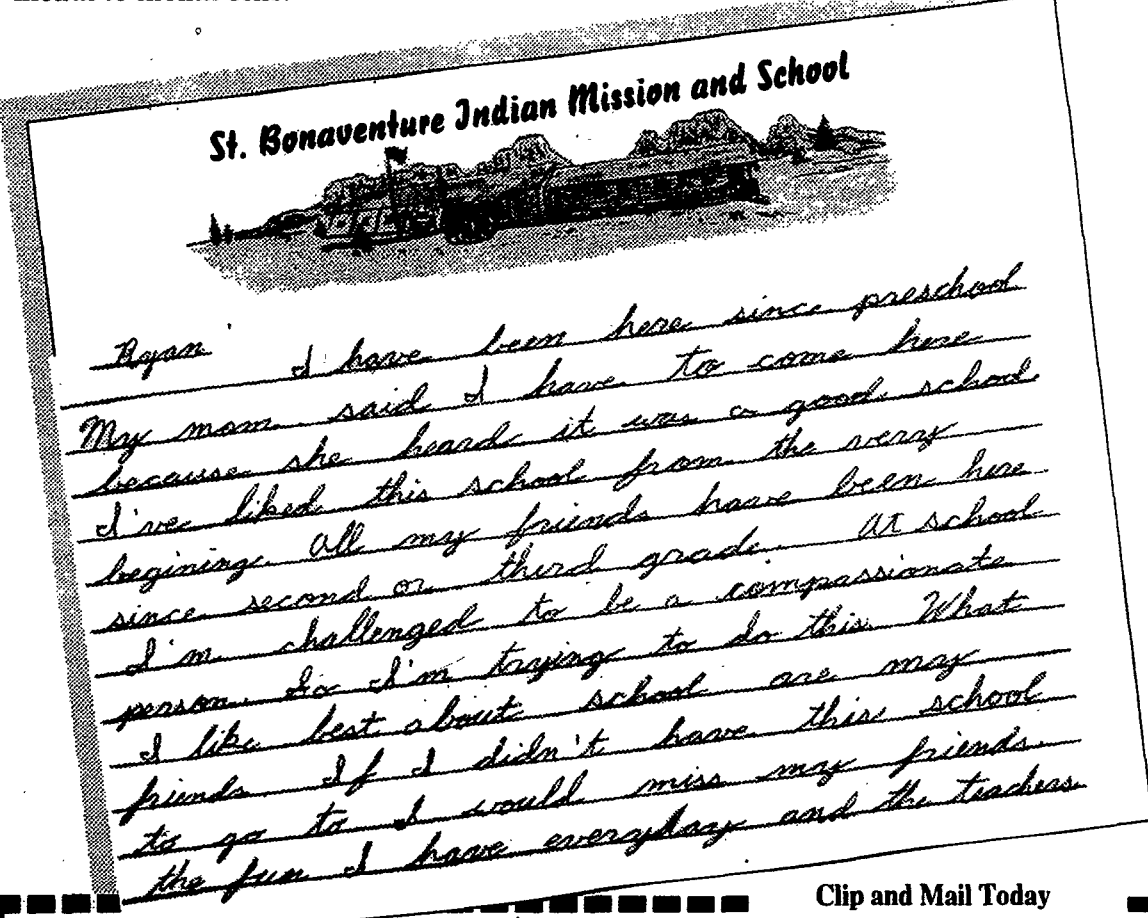 St. Bonaventure Indian Mission and School
Ryan I have been here since preschool
My mom said I have to come here
because she heard it was a good school
I've liked this school from the verry
begining. All my friends have been here
since second or third grade. At school
I'm challenged to be a compassionate
person. So I'm trying to do this. What
I like best about school are my
friends. If I didn't have this school
to go to I would miss my friends.
the fun I have everyday and the teachers.
Clip and Mail Today